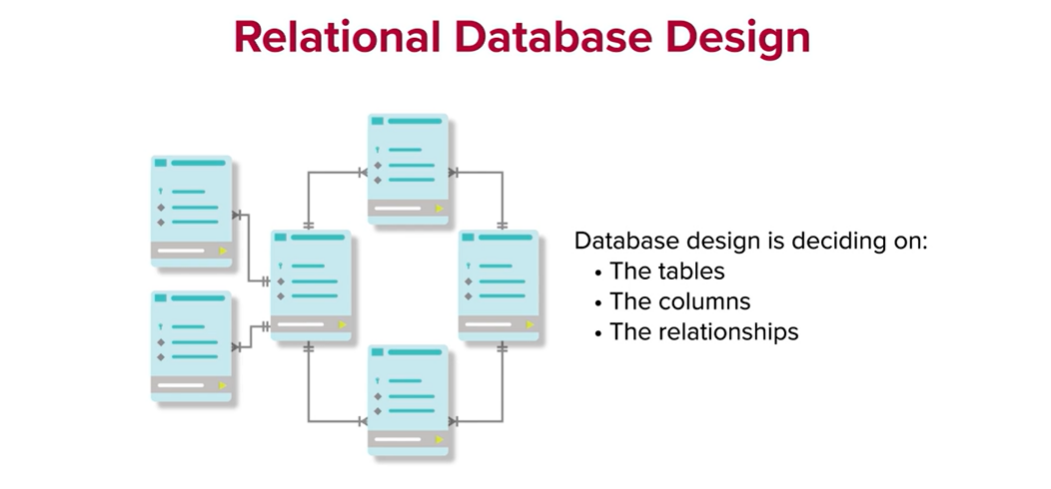 Relational Database Design
Database design is deciding on:
• The tables
• The columns
• The relationships